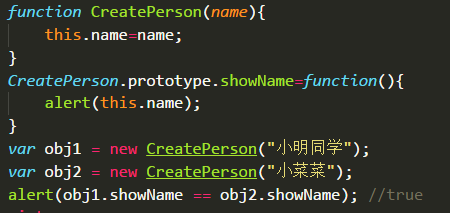 function CreatePerson(name){
    this.name=name;
}
CreatePerson.prototype.showName=function(){
    alert(this.name);
}
var obj1 = new CreatePerson("小明同学");
var obj2 = new CreatePerson("小菜菜");
alert(obj1.showName == obj2.showName); //true